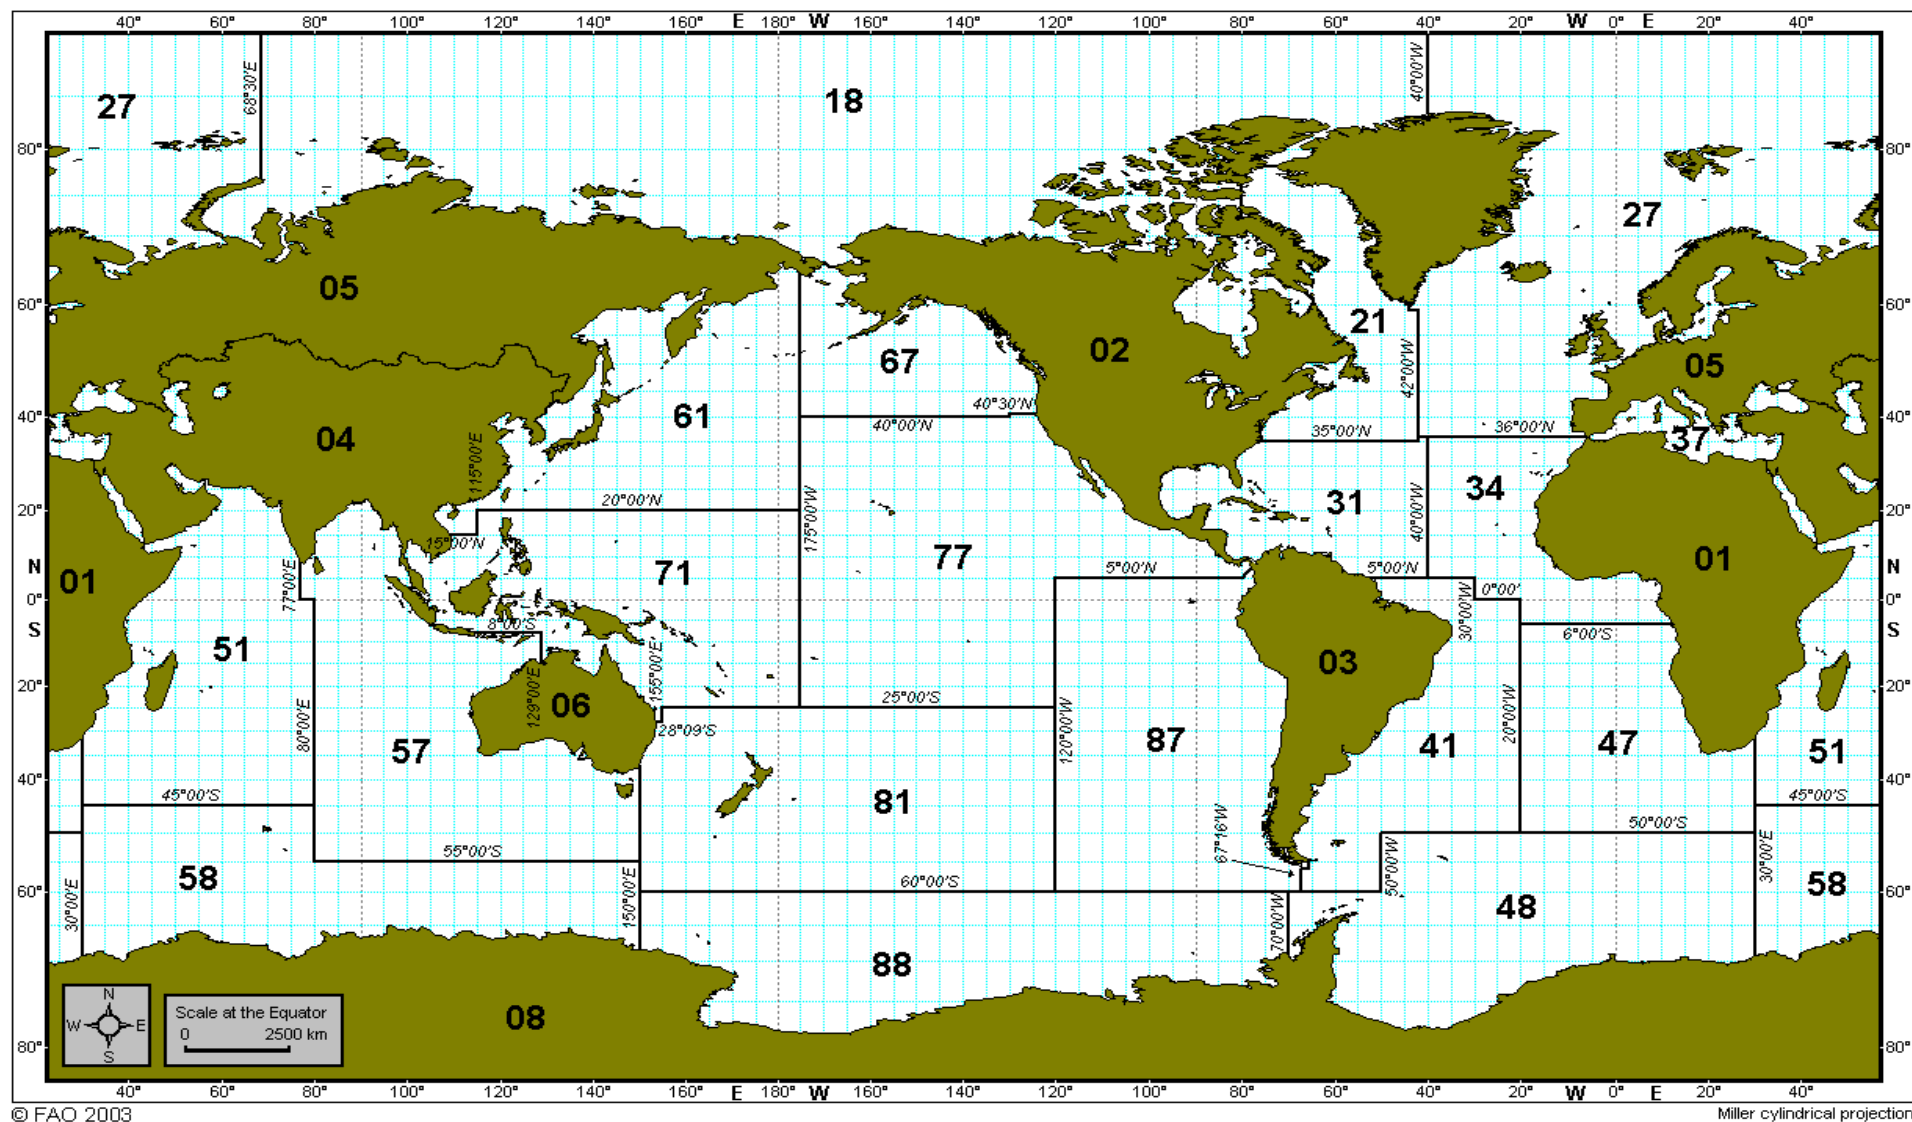 40° 60° 80° 100° 120° 140° 160° E 180° W 160° 140° 120° 100° 80° 60° 40° 20° W 0° E 20° 40°
68°30'E
40°00'W
27
18
80°
80°
27
05
60°
21
60°
67
02
42°00'W
05
61
40°30'N
40°
40°00'N
35°00'N
36°00'N
40°
37
04
115°00'E
34
31
20°00'N
175°00'W
40°00'W
20°
20°
15°00'N
77
N
01
71
5°00'N
5°00'N
01
N
77°00'E
30°00'W
0°00'
0°
0°
S
8°00'S
6°00'S
S
51
155°00'E
03
20°
129°00'E
06
25°00'S
20°
80°00'E
28°09'S
120°00'W
20°00'W
57
87
41
47
51
40°
40°
45°00'S
81
45°00'S
67°16'W
50°00'S
55°00'S
50°00'W
30°00'E
58
60°00'S
58
60°
60°
30°00'E
150°00'E
70°00'W
48
88
N
W E
S
Scale at the Equator
0 2500 km
08
80°
80°
40° 60° 80° 100° 120° 140° 160° E 180° W 160° 140° 120° 100° 80° 60° 40° 20° W 0° E 20° 40°
© FAO 2003
Miller cylindrical projection